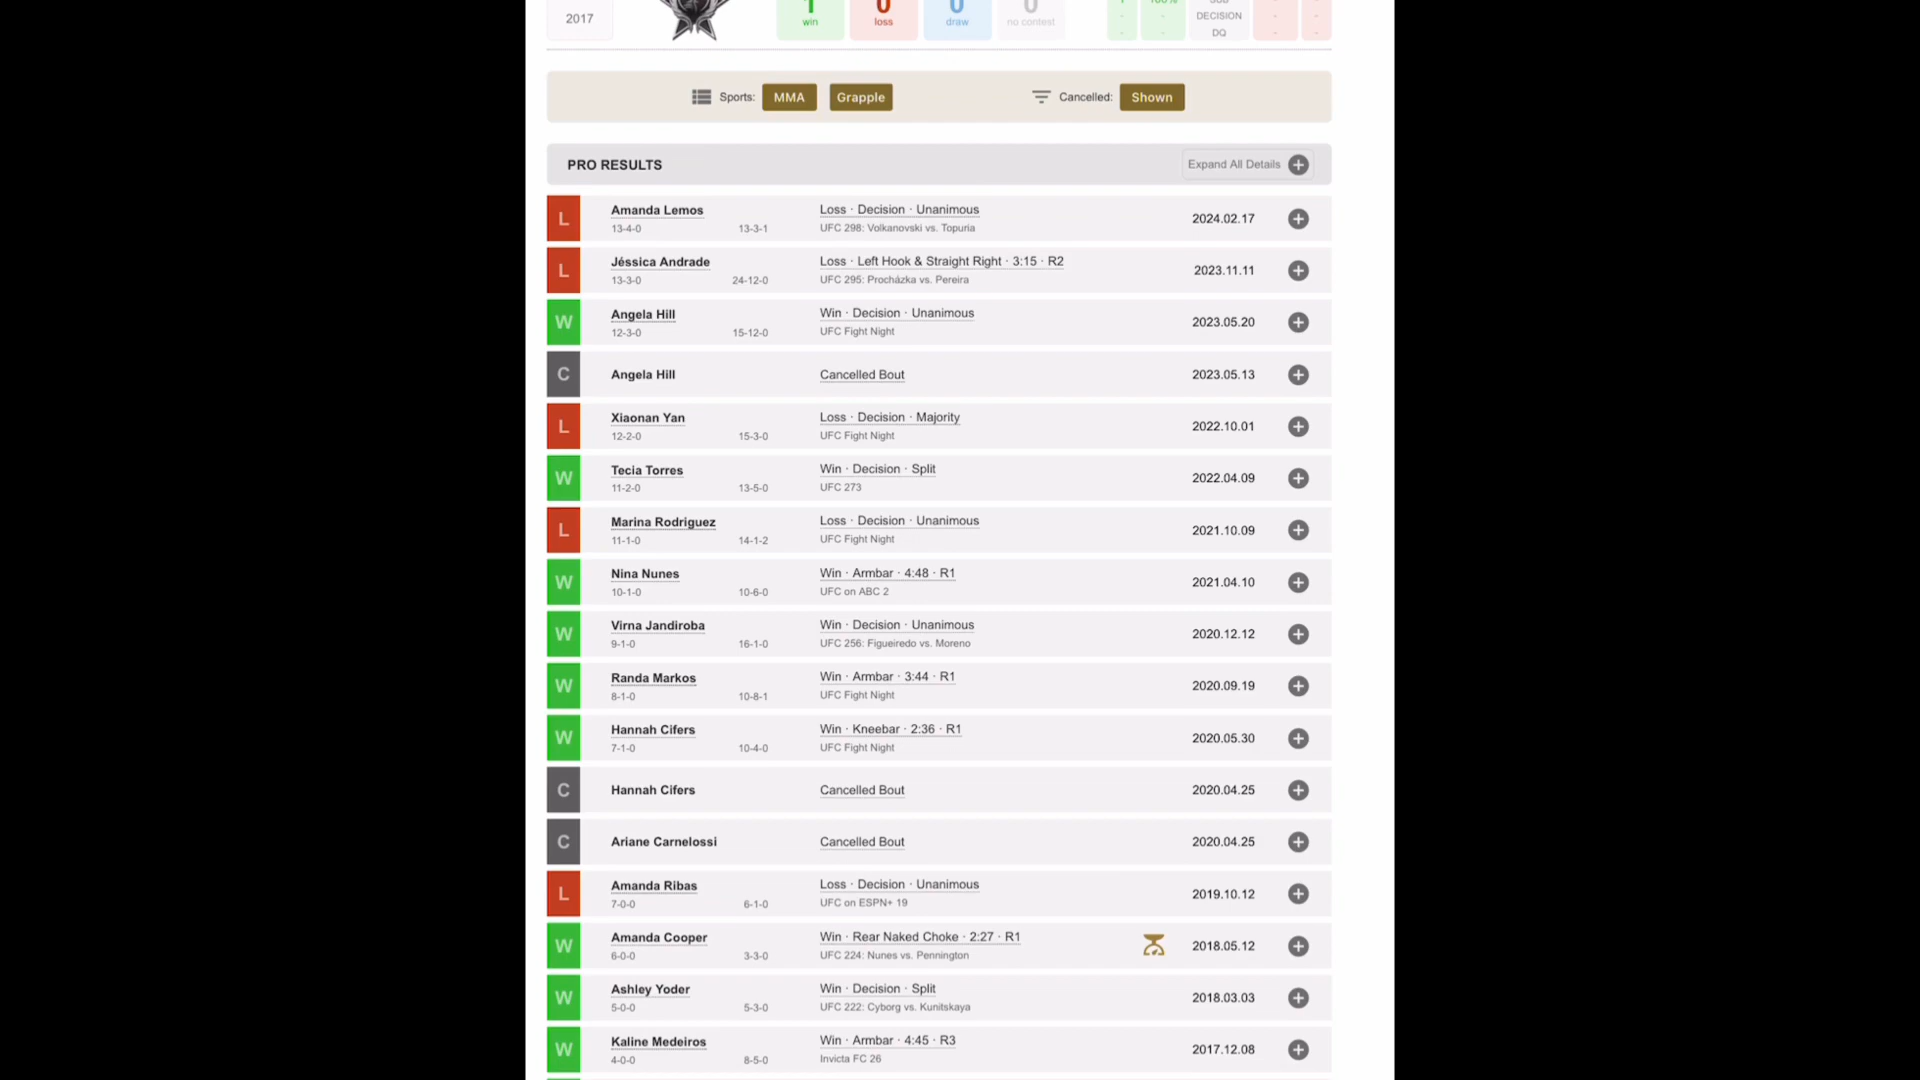 2017
1
win
0
loss
0
draw
0
no contest
1
100%
SUB
- - DECISION - -
- - DQ - -
Sports: MMA Grapple Cancelled: Shown
PRO RESULTS Expand All Details
L Amanda Lemos Loss · Decision · Unanimous 2024.02.17
13-4-0 13-3-1 UFC 298: Volkanovski vs. Topuria
L Jéssica Andrade Loss · Left Hook & Straight Right · 3:15 · R2 2023.11.11
13-3-0 24-12-0 UFC 295: Procházka vs. Pereira
W Angela Hill Win · Decision · Unanimous 2023.05.20
12-3-0 15-12-0 UFC Fight Night
C Angela Hill Cancelled Bout 2023.05.13
L Xiaonan Yan Loss · Decision · Majority 2022.10.01
12-2-0 15-3-0 UFC Fight Night
W Tecia Torres Win · Decision · Split 2022.04.09
11-2-0 13-5-0 UFC 273
L Marina Rodriguez Loss · Decision · Unanimous 2021.10.09
11-1-0 14-1-2 UFC Fight Night
W Nina Nunes Win · Armbar · 4:48 · R1 2021.04.10
10-1-0 10-6-0 UFC on ABC 2
W Virna Jandiroba Win · Decision · Unanimous 2020.12.12
9-1-0 16-1-0 UFC 256: Figueiredo vs. Moreno
W Randa Markos Win · Armbar · 3:44 · R1 2020.09.19
8-1-0 10-8-1 UFC Fight Night
W Hannah Cifers Win · Kneebar · 2:36 · R1 2020.05.30
7-1-0 10-4-0 UFC Fight Night
C Hannah Cifers Cancelled Bout 2020.04.25
C Ariane Carnelossi Cancelled Bout 2020.04.25
L Amanda Ribas Loss · Decision · Unanimous 2019.10.12
7-0-0 6-1-0 UFC on ESPN+ 19
W Amanda Cooper Win · Rear Naked Choke · 2:27 · R1 2018.05.12
6-0-0 3-3-0 UFC 224: Nunes vs. Pennington
W Ashley Yoder Win · Decision · Split 2018.03.03
5-0-0 5-3-0 UFC 222: Cyborg vs. Kunitskaya
W Kaline Medeiros Win · Armbar · 4:45 · R3 2017.12.08
4-0-0 8-5-0 Invicta FC 26